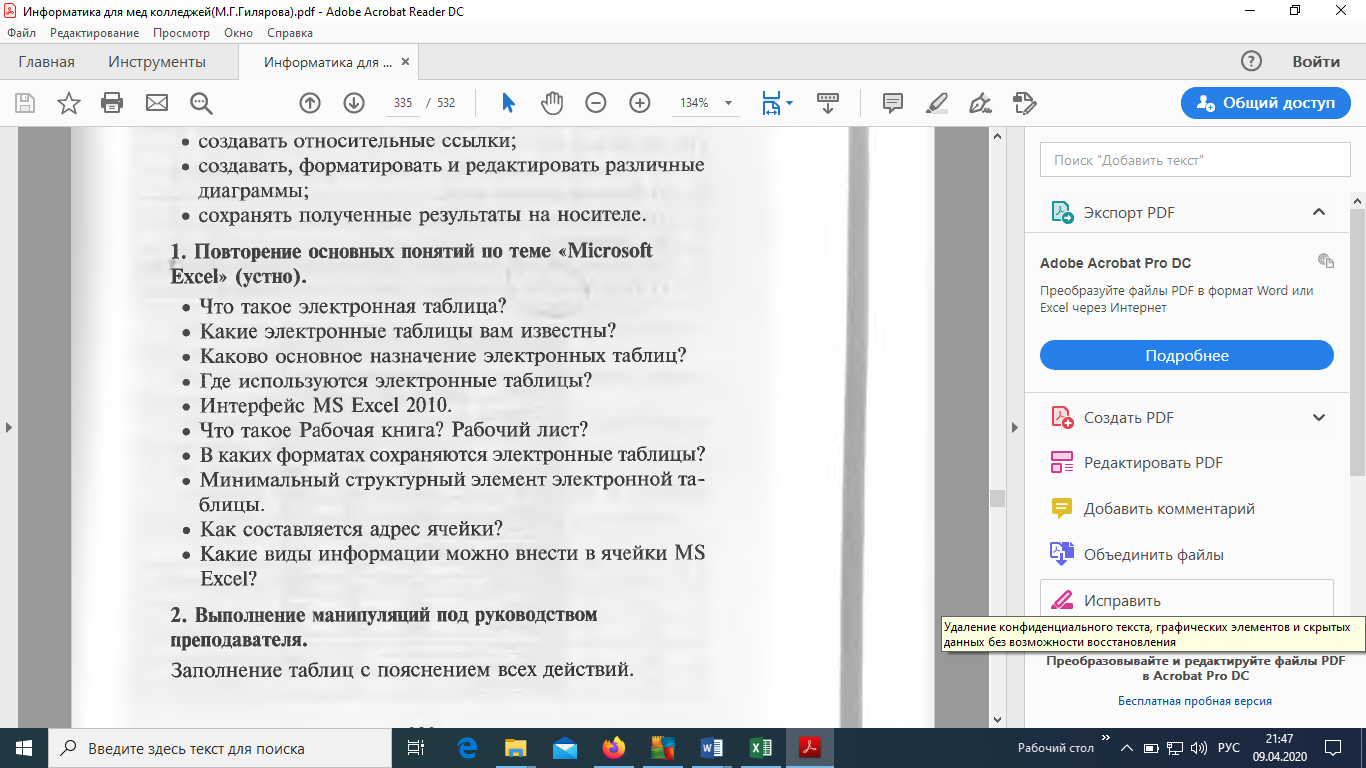 Информатика для мед колледжей(М.Г.Гилярова).pdf - Adobe Acrobat Reader DC
Файл Редактирование Просмотр Окно Справка
Главная Инструменты Информатика для ... × Войти
335 / 532 134% Общий доступ
• создавать относительные ссылки;
• создавать, форматировать и редактировать различные
диаграммы;
• сохранять полученные результаты на носителе.
1. Повторение основных понятий по теме «Microsoft
Excel» (устно).
• Что такое электронная таблица?
• Какие электронные таблицы вам известны?
• Каково основное назначение электронных таблиц?
• Где используются электронные таблицы?
• Интерфейс MS Excel 2010.
• Что такое Рабочая книга? Рабочий лист?
• В каких форматах сохраняются электронные таблицы?
• Минимальный структурный элемент электронной та-
блицы.
• Как составляется адрес ячейки?
• Какие виды информации можно внести в ячейки MS
Excel?
2. Выполнение манипуляций под руководством
преподавателя.
Заполнение таблиц с пояснением всех действий.
Поиск "Добавить текст"
Экспорт PDF
Adobe Acrobat Pro DC
Преобразуйте файлы PDF в формат Word или
Excel через Интернет
Подробнее
Создать PDF
Редактировать PDF
Добавить комментарий
Объединить файлы
Исправить
Удаление конфиденциального текста, графических элементов и скрытых
данных без возможности восстановления
Преобразовывайте и редактируйте файлы PDF
в Acrobat Pro DC
Бесплатная пробная версия
Введите здесь текст для поиска
Рабочий стол » РУС 21:47
09.04.2020